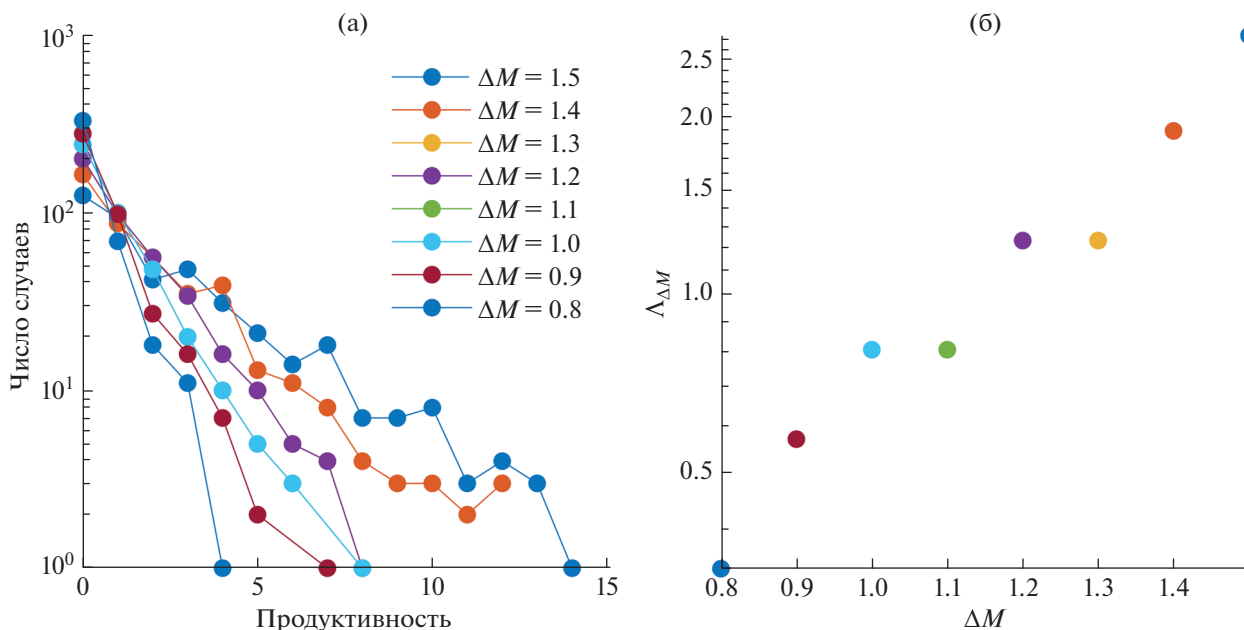 (а)
10³
10²
10¹
10⁰
Число случаев
0
5
10
15
Продуктивность
ΔM = 1.5
ΔM = 1.4
ΔM = 1.3
ΔM = 1.2
ΔM = 1.1
ΔM = 1.0
ΔM = 0.9
ΔM = 0.8
(б)
2.5
2.0
1.5
1.0
0.5
Λ_ΔM
0.8
0.9
1.0
1.1
1.2
1.3
1.4
ΔM